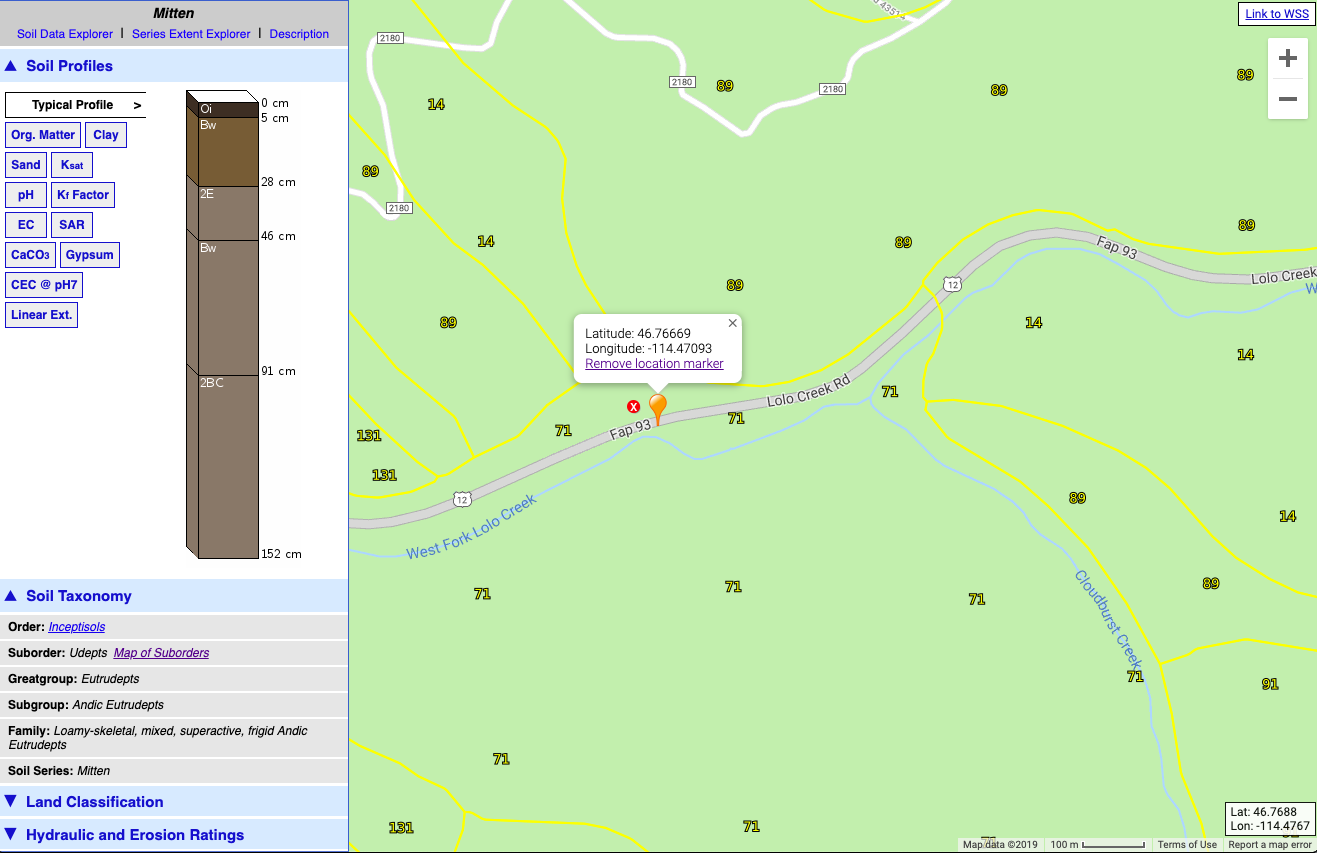 Mitten
Soil Data Explorer | Series Extent Explorer | Description
Soil Profiles
Typical Profile >
Org. Matter Clay
Sand Ksat
pH Kf Factor
EC SAR
CaCO3 Gypsum
CEC @ pH7
Linear Ext.
Oi
Bw
2E
Bw
2BC
0 cm
5 cm
28 cm
46 cm
91 cm
152 cm
Soil Taxonomy
Order: Inceptisols
Suborder: Udepts Map of Suborders
Greatgroup: Eutrudepts
Subgroup: Andic Eutrudepts
Family: Loamy-skeletal, mixed, superactive, frigid Andic
Eutrudepts
Soil Series: Mitten
Land Classification
Hydraulic and Erosion Ratings
43514
Link to WSS
+
−
2180
89
2180
89
89
2180
14
89
2180
14
89
89
Fap 93
89
12
Lolo Creek
W
89
14
14
Latitude: 46.76669
Longitude: -114.47093
Remove location marker
X
Lolo Creek Rd
71
71
Fap 93
71
131
131
12
West Fork Lolo Creek
89
14
71
71
71
89
Cloudburst Creek
71
91
71
131
71
Lat: 46.7688
Lon: -114.4767
Map data ©2019 100 m Terms of Use Report a map error